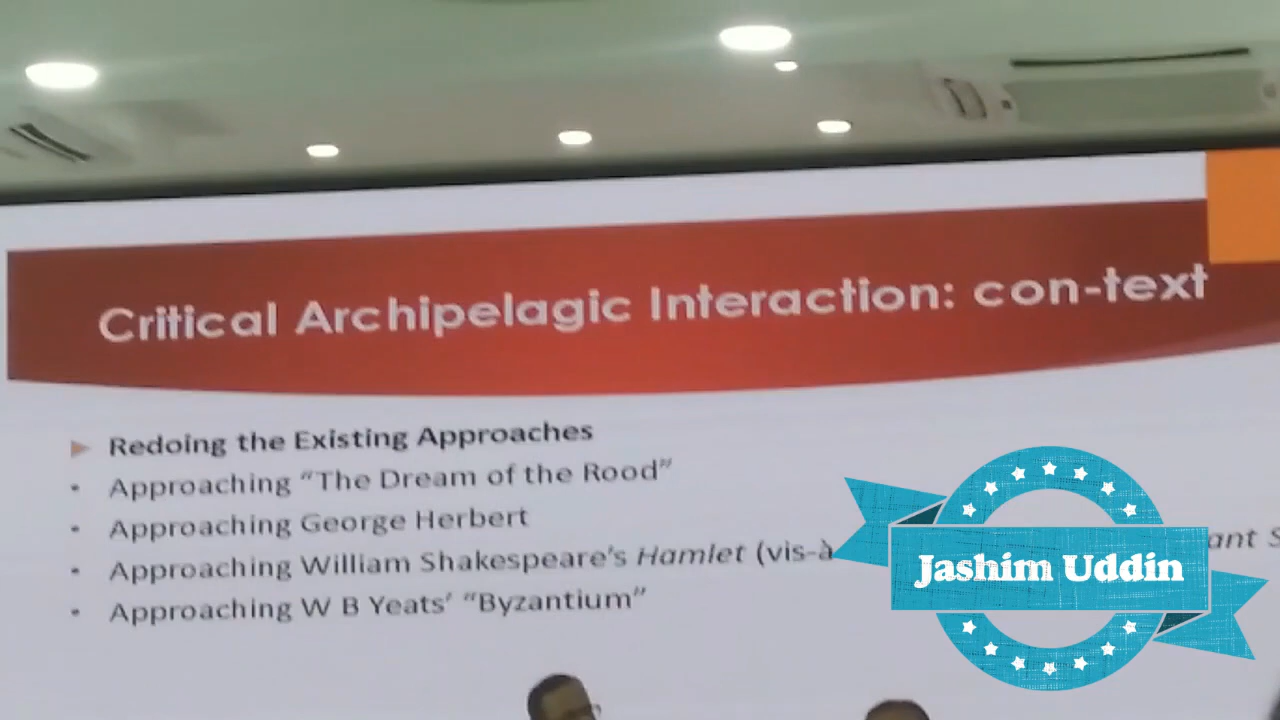 Critical Archipelagic Interaction: con-text
Redoing the Existing Approaches
Approaching “The Dream of the Rood”
Approaching George Herbert
Approaching William Shakespeare’s Hamlet (vis-à
Approaching W B Yeats’ “Byzantium”
Jashim Uddin